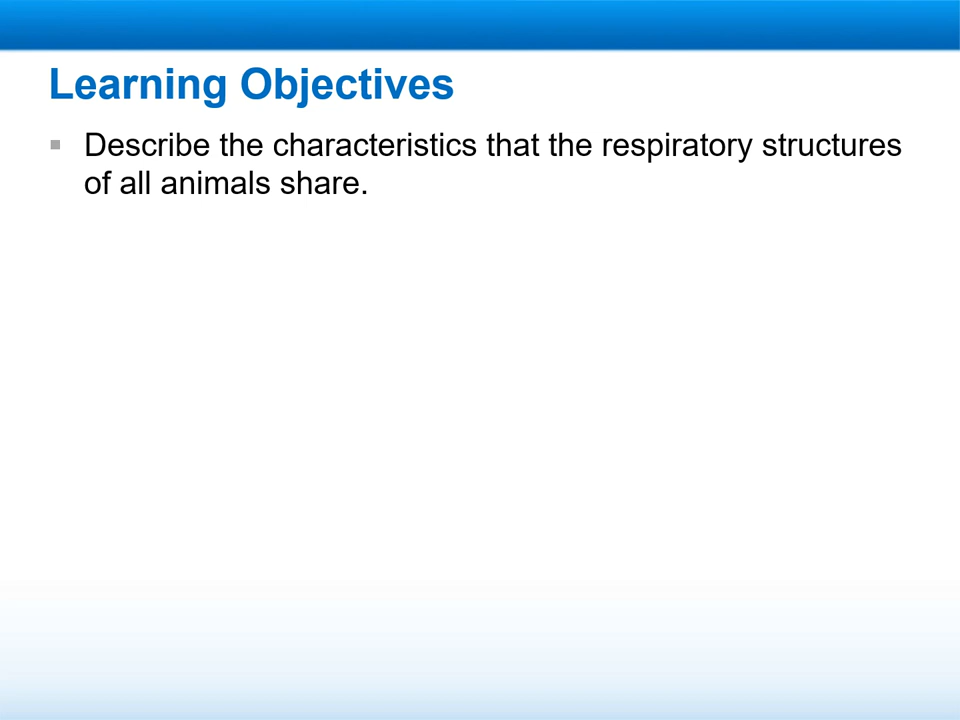 Learning Objectives
Describe the characteristics that the respiratory structures
of all animals share.